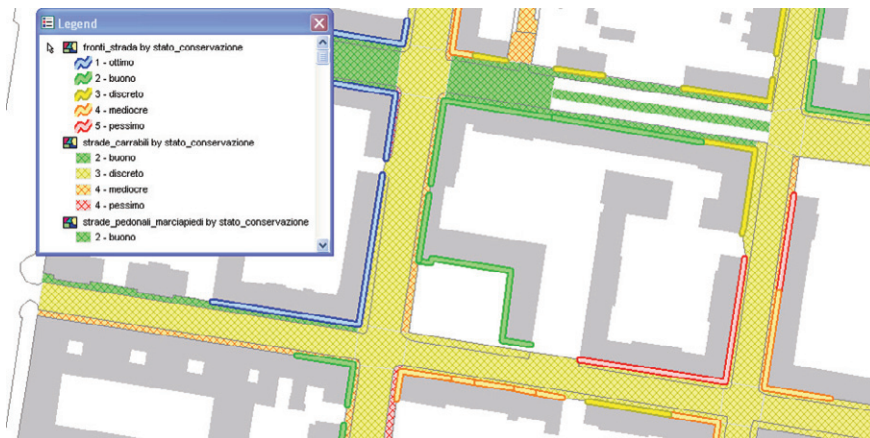 Legend
fronti_strada by stato_conservazione
1 - ottimo
2 - buono
3 - discreto
4 - mediocre
5 - pessimo
strade_carrabili by stato_conservazione
2 - buono
3 - discreto
4 - mediocre
4 - pessimo
strade_pedonali_marciapiedi by stato_conservazione
2 - buono